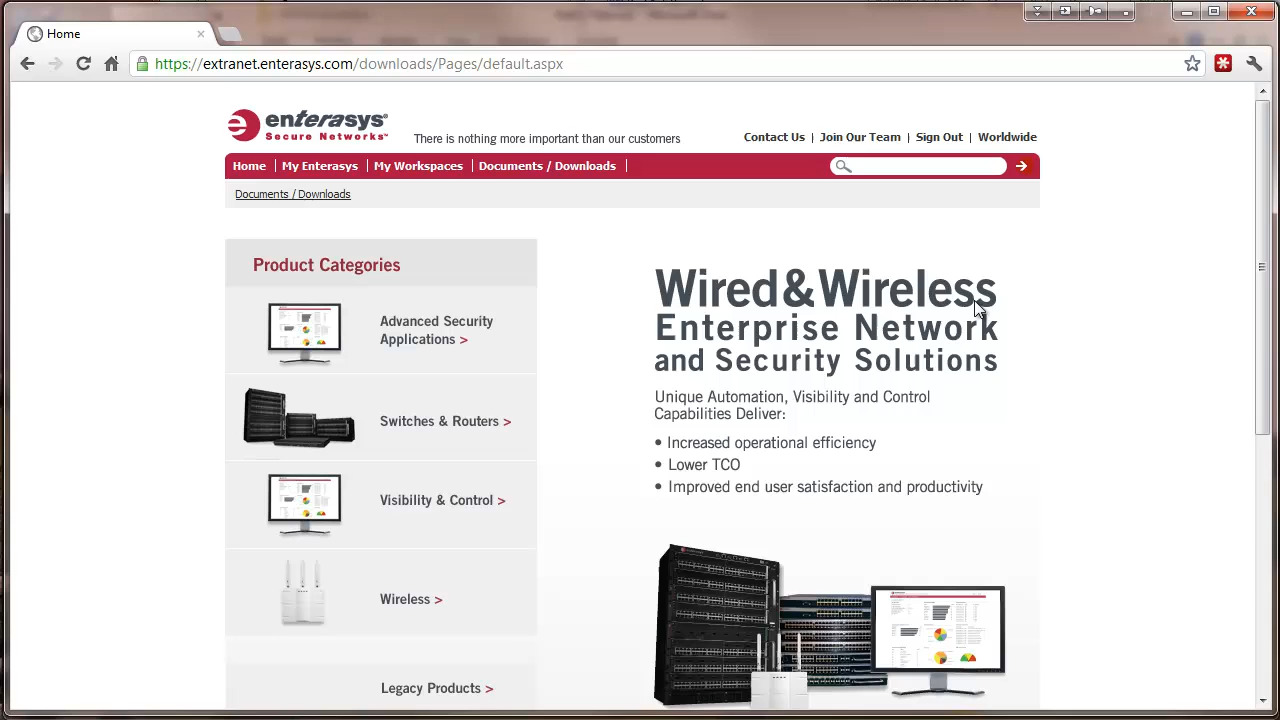 Home
https://extranet.enterasys.com/downloads/Pages/default.aspx
enterasys
Secure Networks™
There is nothing more important than our customers
Contact Us | Join Our Team | Sign Out | Worldwide
Home | My Enterasys | My Workspaces | Documents / Downloads |
Documents / Downloads
Product Categories
Advanced Security
Applications >
Switches & Routers >
Visibility & Control >
Wireless >
Legacy Products >
Wired&Wireless
Enterprise Network
and Security Solutions
Unique Automation, Visibility and Control
Capabilities Deliver:
• Increased operational efficiency
• Lower TCO
• Improved end user satisfaction and productivity